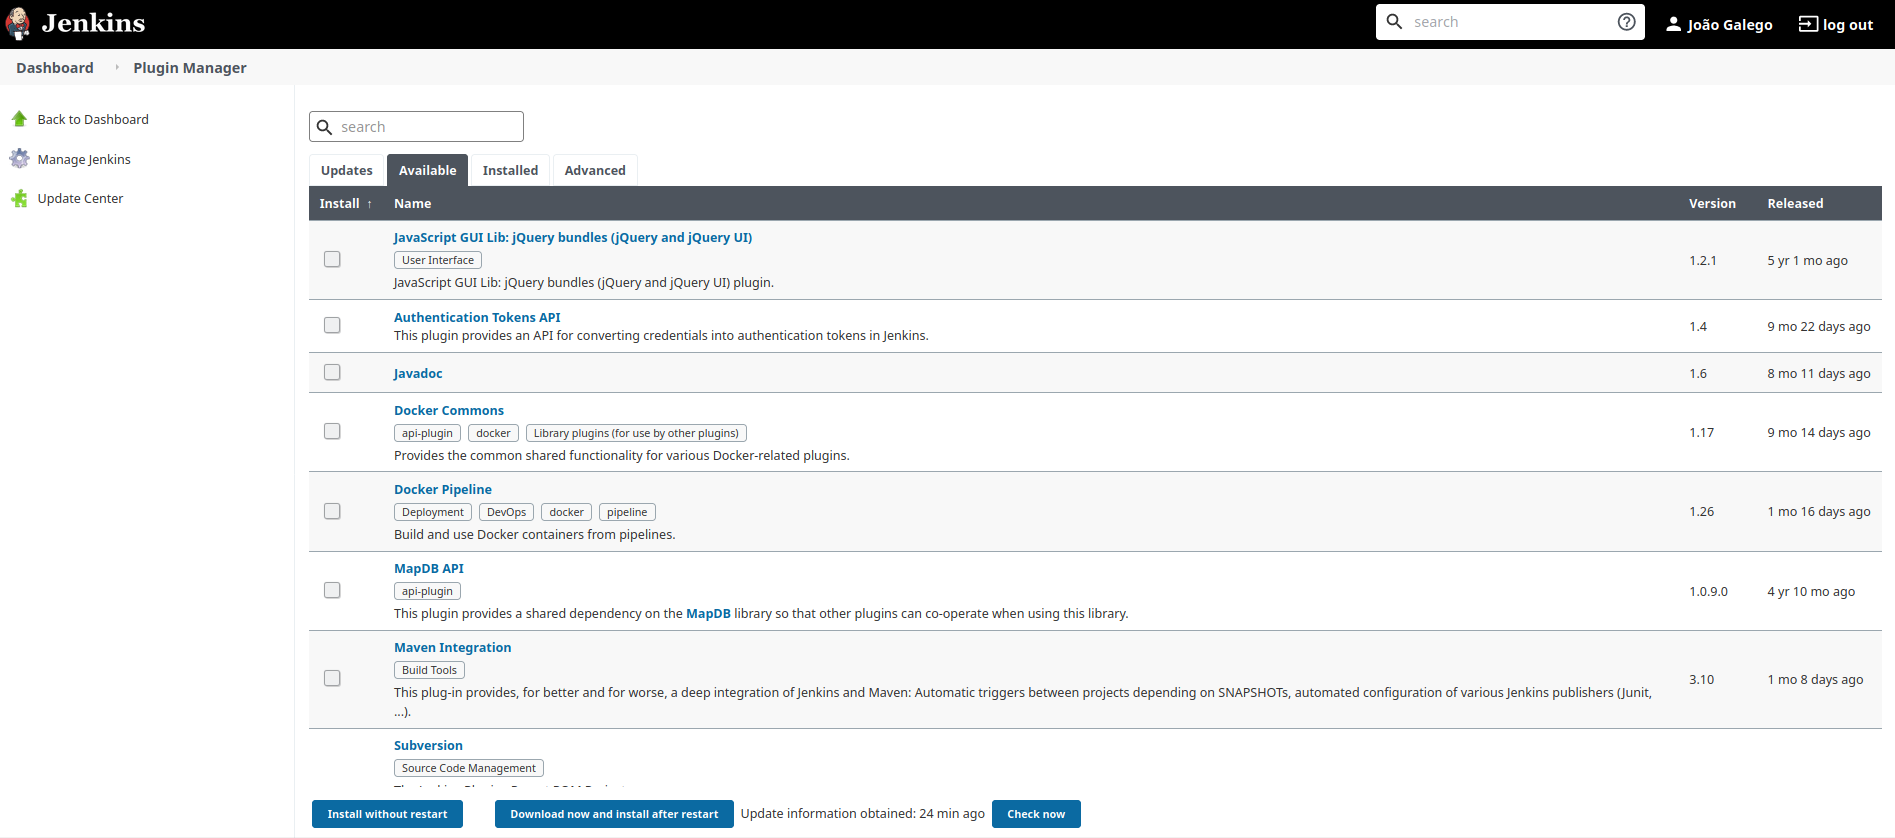 Jenkins
search
João Galego
log out
Dashboard
Plugin Manager
Back to Dashboard
Manage Jenkins
Update Center
search
Updates
Available
Installed
Advanced
Install ↑ Name Version Released
JavaScript GUI Lib: jQuery bundles (jQuery and jQuery UI)
User Interface
JavaScript GUI Lib: jQuery bundles (jQuery and jQuery UI) plugin.
1.2.1
5 yr 1 mo ago
Authentication Tokens API
This plugin provides an API for converting credentials into authentication tokens in Jenkins.
1.4
9 mo 22 days ago
Javadoc
1.6
8 mo 11 days ago
Docker Commons
api-plugin docker Library plugins (for use by other plugins)
Provides the common shared functionality for various Docker-related plugins.
1.17
9 mo 14 days ago
Docker Pipeline
Deployment DevOps docker pipeline
Build and use Docker containers from pipelines.
1.26
1 mo 16 days ago
MapDB API
api-plugin
This plugin provides a shared dependency on the MapDB library so that other plugins can co-operate when using this library.
1.0.9.0
4 yr 10 mo ago
Maven Integration
Build Tools
This plug-in provides, for better and for worse, a deep integration of Jenkins and Maven: Automatic triggers between projects depending on SNAPSHOTs, automated configuration of various Jenkins publishers (Junit,
...).
3.10
1 mo 8 days ago
Subversion
Source Code Management
Install without restart
Download now and install after restart
Update information obtained: 24 min ago
Check now